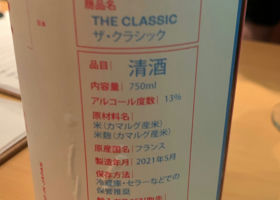 商品名
THE CLASSIC
ザ・クラシック
品目 清酒
内容量 750ml
アルコール度数 13%
原材料名
米(カマルグ産米)
米麹(カマルグ産米)
原産国名 フランス
製造年月 2021年5月
保存方法
冷蔵庫・セラーなどでの
保管推奨